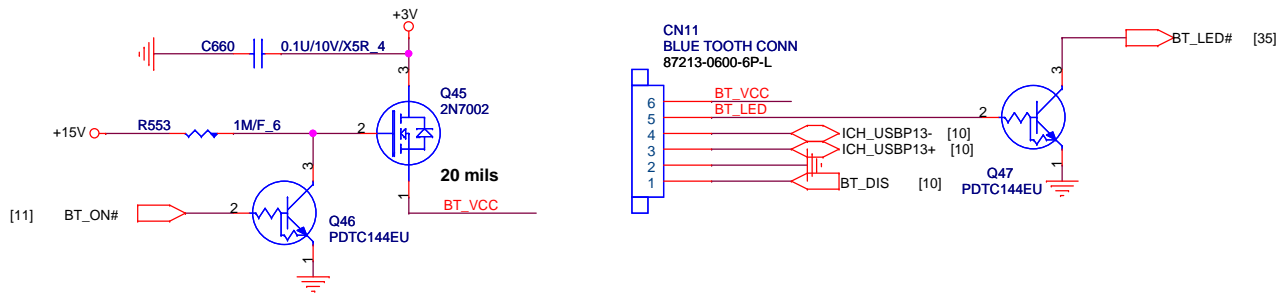 +3V
C660 0.1U/10V/X5R_4
3
Q45
2N7002
+15V R553 1M/F_6
2
3
20 mils
1
BT_VCC
[11] BT_ON# 2
Q46
PDTC144EU
1
CN11
BLUE TOOTH CONN
87213-0600-6P-L
6 BT_VCC
5 BT_LED
4 ICH_USBP13- [10]
3 ICH_USBP13+ [10]
2
1 BT_DIS [10]
BT_LED# [35]
3
2
Q47
PDTC144EU
1